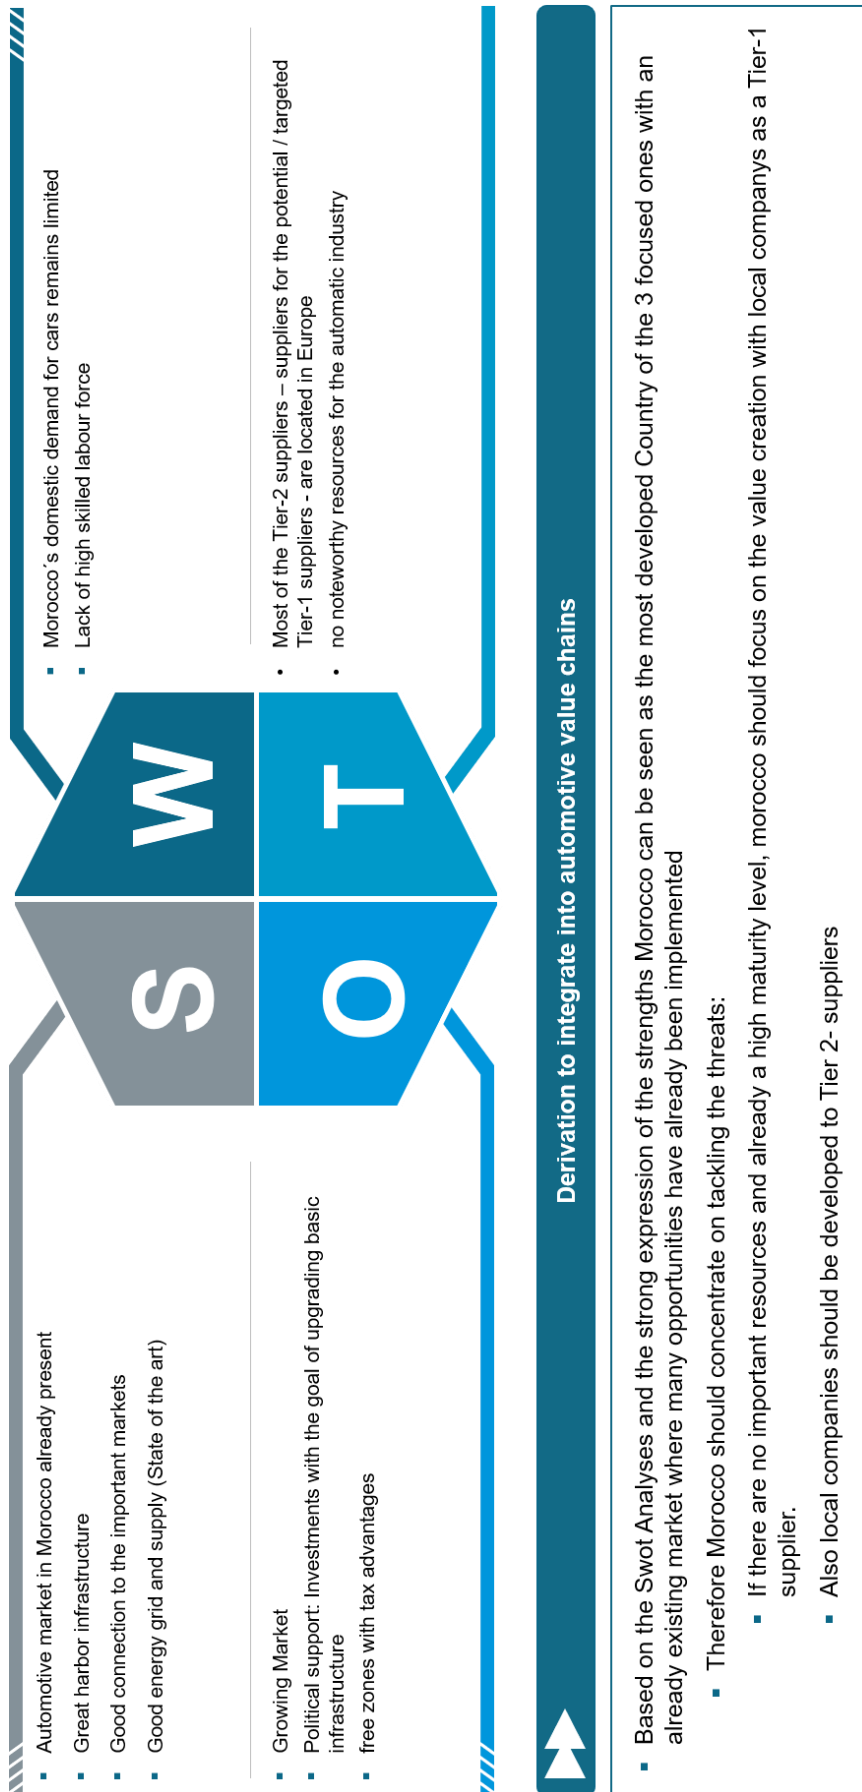 S
W
O
T
Automotive market in Morocco already present
Great harbor infrastructure
Good connection to the important markets
Good energy grid and supply (State of the art)
Morocco´s domestic demand for cars remains limited
Lack of high skilled labour force
Growing Market
Political support: Investments with the goal of upgrading basic
infrastructure
free zones with tax advantages
Most of the Tier-2 suppliers – suppliers for the potential / targeted
Tier-1 suppliers - are located in Europe
no noteworthy resources for the automatic industry
Derivation to integrate into automotive value chains
Based on the Swot Analyses and the strong expression of the strengths Morocco can be seen as the most developed Country of the 3 focused ones with an
already existing market where many opportunities have already been implemented
Therefore Morocco should concentrate on tackling the threats:
If there are no important resources and already a high maturity level, morocco should focus on the value creation with local companys as a Tier-1
supplier.
Also local companies should be developed to Tier 2- suppliers